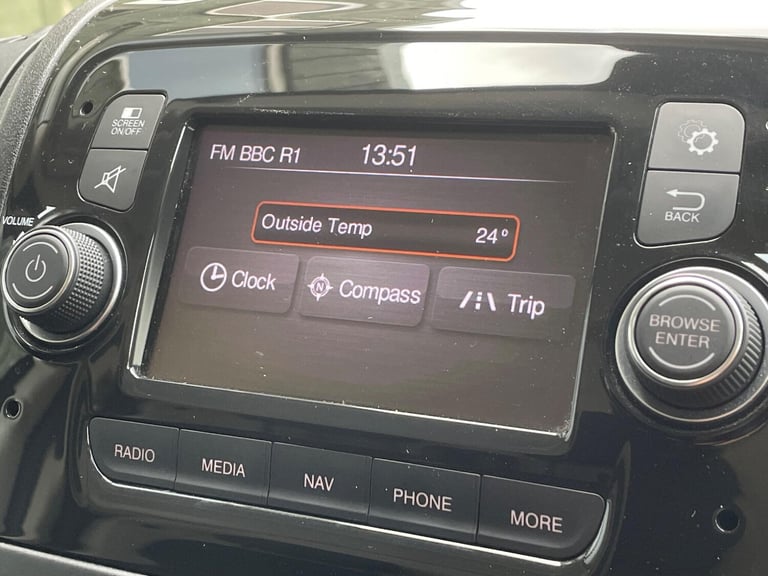 SCREEN
ON/OFF
FM BBC R1 13:51
BACK
VOLUME
Outside Temp 24°
Clock
N
Compass
Trip
BROWSE
ENTER
RADIO
MEDIA
NAV
PHONE
MORE